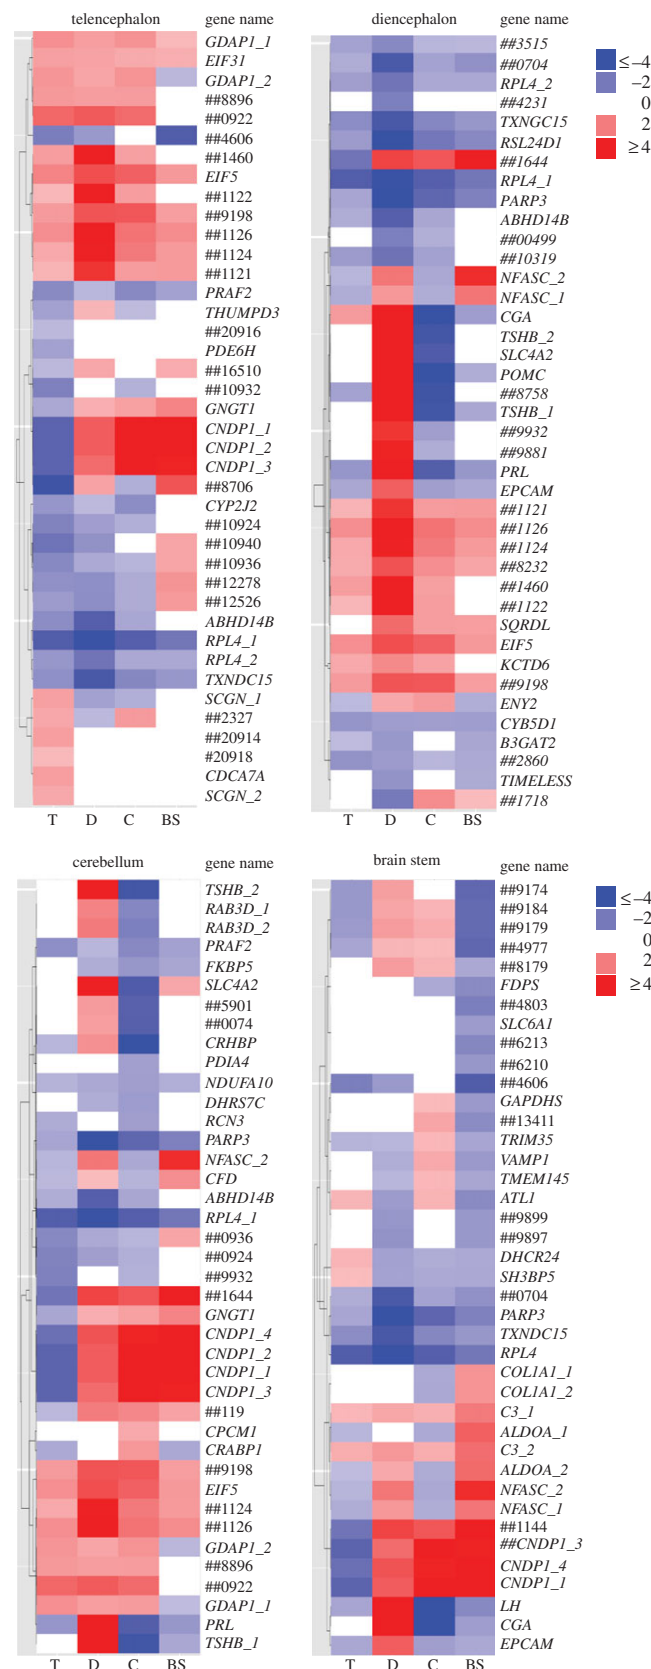 telencephalon
gene name
GDAP1_1
EIF31
GDAP1_2
##8896
##0922
##4606
##1460
EIF5
##1122
##9198
##1126
##1124
##1121
PRAF2
THUMPD3
##20916
PDE6H
##16510
##10932
GNGT1
CNDP1_1
CNDP1_2
CNDP1_3
##8706
CYP2J2
##10924
##10940
##10936
##12278
##12526
ABHD14B
RPL4_1
RPL4_2
TXNDC15
SCGN_1
##2327
##20914
#20918
CDCA7A
SCGN_2
T D C BS
diencephalon
gene name
##3515
##0704
RPL4_2
##4231
TXNGC15
RSL24D1
##1644
RPL4_1
PARP3
ABHD14B
##00499
##10319
NFASC_2
NFASC_1
CGA
TSHB_2
SLC4A2
POMC
##8758
TSHB_1
##9932
##9881
PRL
EPCAM
##1121
##1126
##1124
##8232
##1460
##1122
SQRDL
EIF5
KCTD6
##9198
ENY2
CYB5D1
B3GAT2
##2860
TIMELESS
##1718
T D C BS
≤−4
−2
0
2
≥4
cerebellum
gene name
TSHB_2
RAB3D_1
RAB3D_2
PRAF2
FKBP5
SLC4A2
##5901
##0074
CRHBP
PDIA4
NDUFA10
DHRS7C
RCN3
PARP3
NFASC_2
CFD
ABHD14B
RPL4_1
##0936
##0924
##9932
##1644
GNGT1
CNDP1_4
CNDP1_2
CNDP1_1
CNDP1_3
##119
CPCM1
CRABP1
##9198
EIF5
##1124
##1126
GDAP1_2
##8896
##0922
GDAP1_1
PRL
TSHB_1
T D C BS
brain stem
gene name
##9174
##9184
##9179
##4977
##8179
FDPS
##4803
SLC6A1
##6213
##6210
##4606
GAPDHS
##13411
TRIM35
VAMP1
TMEM145
ATL1
##9899
##9897
DHCR24
SH3BP5
##0704
PARP3
TXNDC15
RPL4
COL1A1_1
COL1A1_2
C3_1
ALDOA_1
C3_2
ALDOA_2
NFASC_2
NFASC_1
##1144
##CNDP1_3
CNDP1_4
CNDP1_1
LH
CGA
EPCAM
T D C BS
≤−4
−2
0
2
≥4